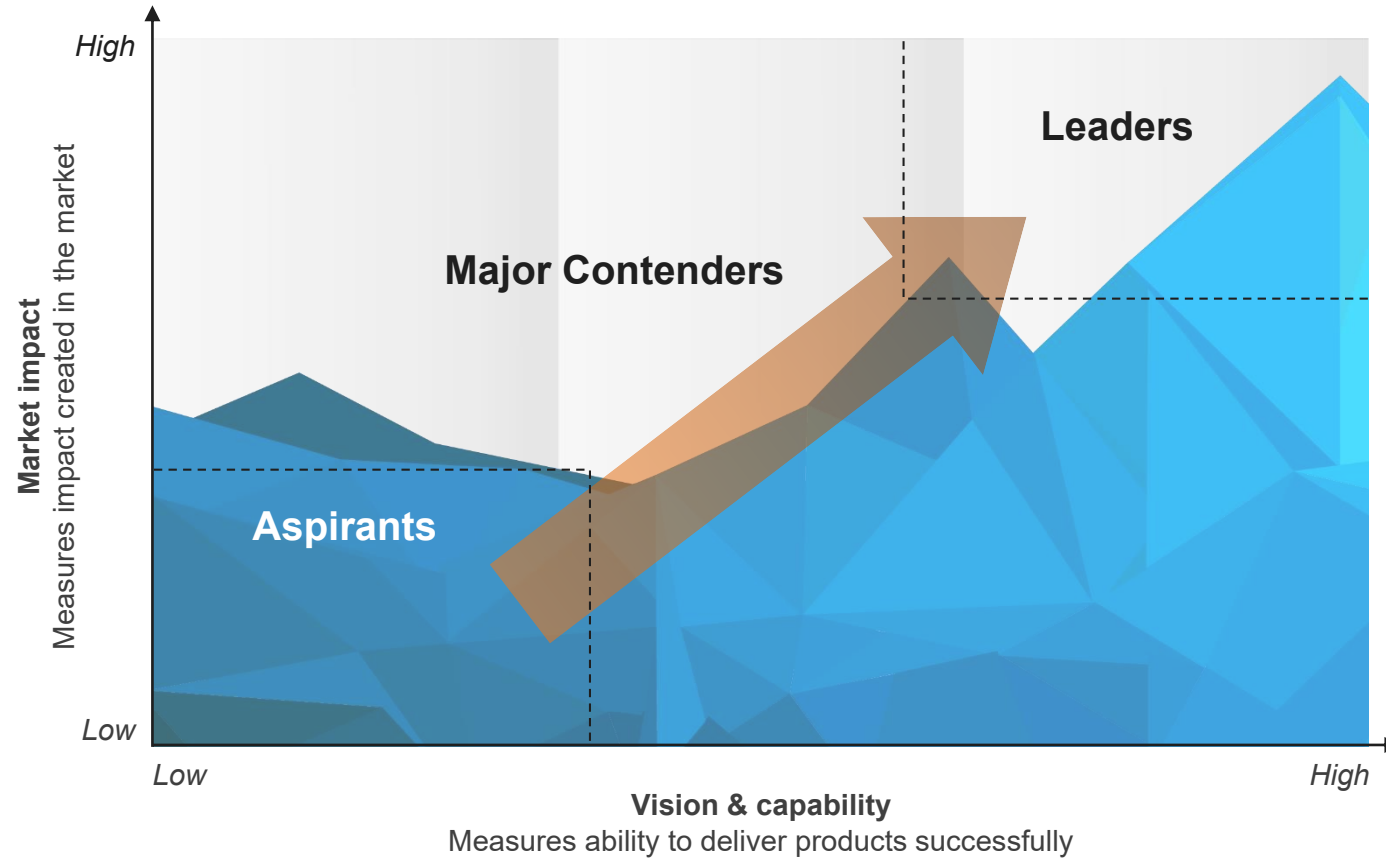 High
Leaders
Major Contenders
Market impact
Measures impact created in the market
Aspirants
Low
Low
High
Vision & capability
Measures ability to deliver products successfully